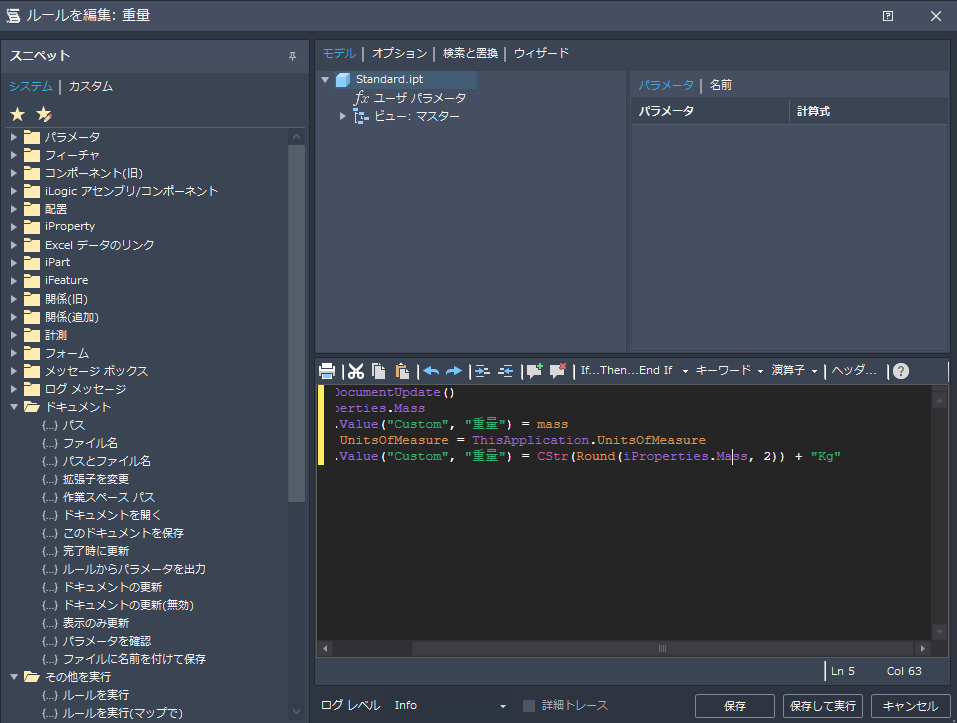 ルールを編集: 重量
スニペット
システム | カスタム
パラメータ
フィーチャ
コンポーネント(旧)
iLogic アセンブリ/コンポーネント
配置
iProperty
Excel データのリンク
iPart
iFeature
関係(旧)
関係(追加)
計測
フォーム
メッセージ ボックス
ログ メッセージ
ドキュメント
{...} パス
{...} ファイル名
{...} パスとファイル名
{...} 拡張子を変更
{...} 作業スペース パス
{...} ドキュメントを開く
{...} このドキュメントを保存
{...} 完了時に更新
{...} ルールからパラメータを出力
{...} ドキュメントの更新
{...} ドキュメントの更新(無効)
{...} 表示のみ更新
{...} パラメータを確認
{...} ファイルに名前を付けて保存
その他を実行
{...} ルールを実行
{...} ルールを実行(マップで)
モデル | オプション | 検索と置換 | ウィザード
Standard.ipt
fx ユーザ パラメータ
ビュー: マスター
パラメータ | 名前
パラメータ 計算式
If...Then...End If キーワード 演算子 ヘッダ...
DocumentUpdate()
perties.Mass
.Value("Custom", "重量") = mass
UnitsOfMeasure = ThisApplication.UnitsOfMeasure
.Value("Custom", "重量") = CStr(Round(iProperties.Mass, 2)) + "Kg"
Ln 5 Col 63
ログ レベル Info 詳細トレース 保存 保存して実行 キャンセル